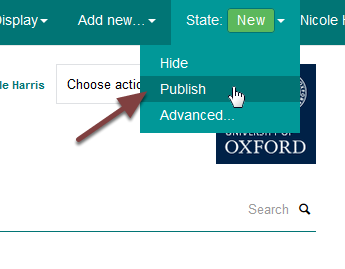 Display
Add new...
State:
New
Nicole H
Hide
le Harris
Choose actio
Publish
Advanced...
UNIVERSITY OF
OXFORD
Search